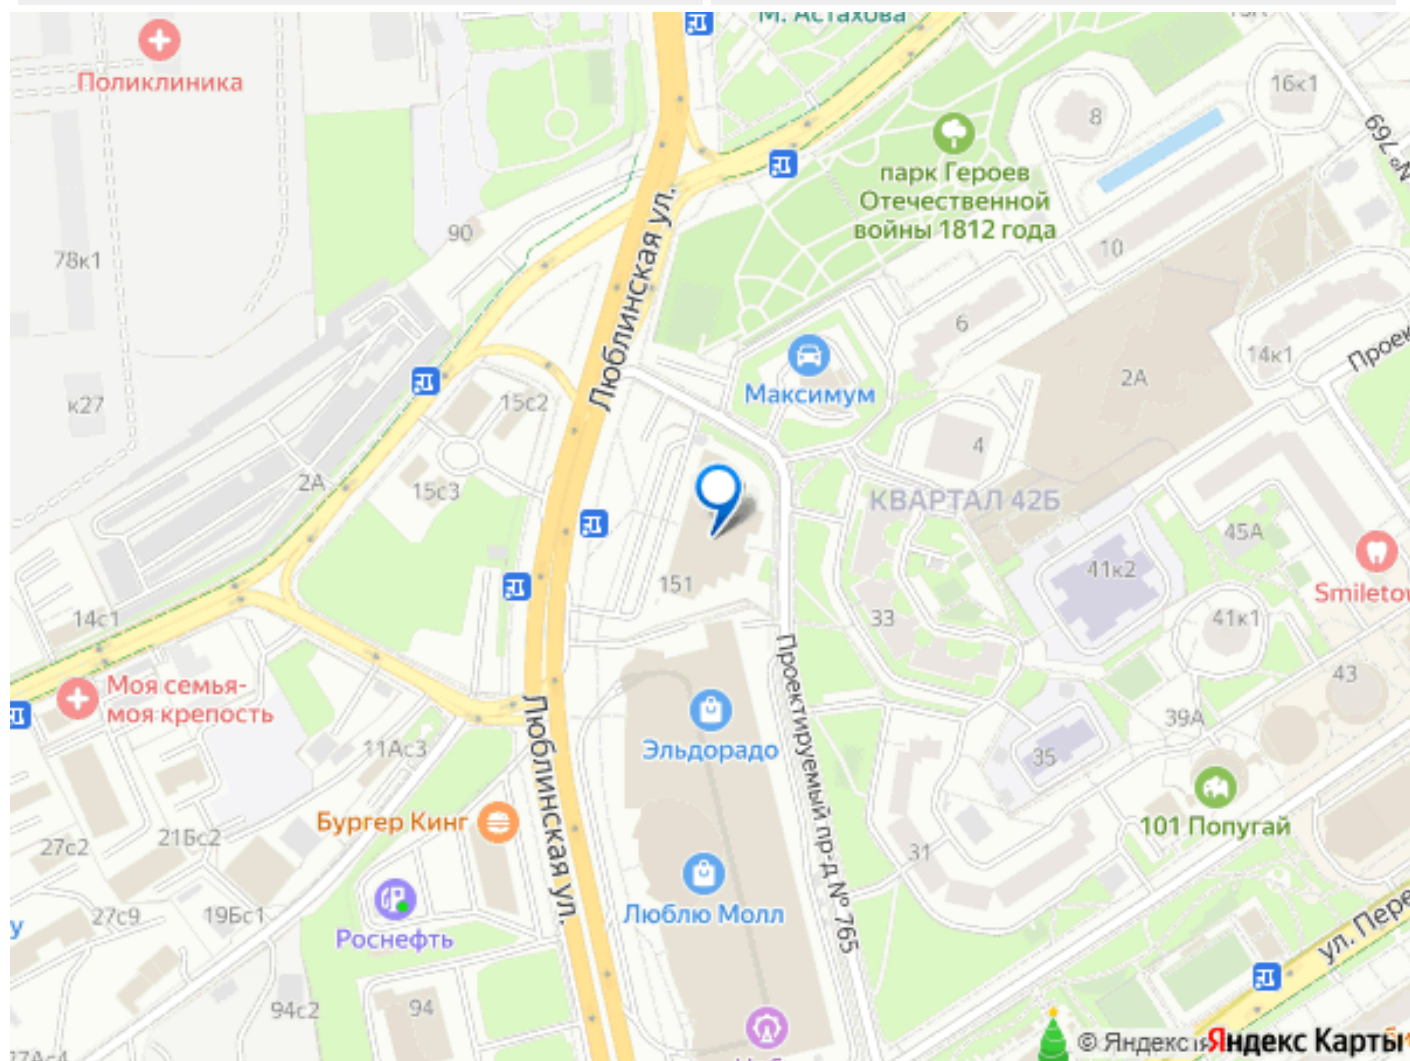 М. Астахова
Поликлиника
16к1
8
№ 769
парк Героев
Отечественной
войны 1812 года
90
78к1
10
Люблинская ул.
6
Максимум
14к1
2А
к27
15с2
4
2А
15с3
КВАРТАЛ 42Б
45А
Smileto
151
41к2
14с1
33
41к1
Моя семья-
моя крепость
Проектируемый пр-д № 765
43
Люблинская ул.
39А
11Ас3
Эльдорадо
35
Бургер Кинг
101 Попугай
21Бс2
27с2
31
27с9
19Бс1
Люблю Молл
у
Роснефть
ул. Пере
94с2
94
27Ас4
© Яндекс
Яндекс Карты